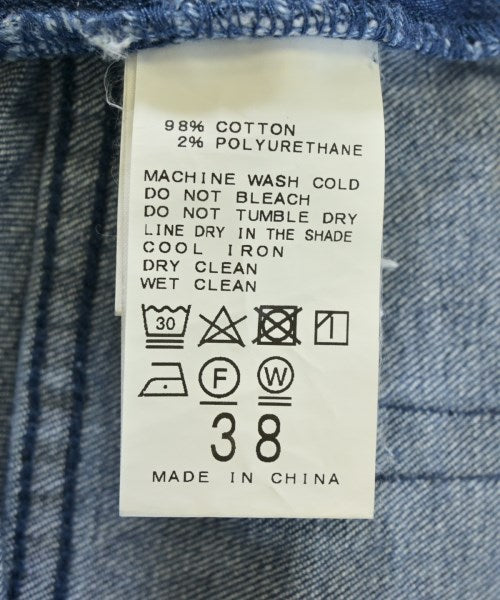 98% COTTON
2% POLYURETHANE
MACHINE WASH COLD
DO NOT BLEACH
DO NOT TUMBLE DRY
LINE DRY IN THE SHADE
COOL IRON
DRY CLEAN
WET CLEAN
30
F W
38
MADE IN CHINA